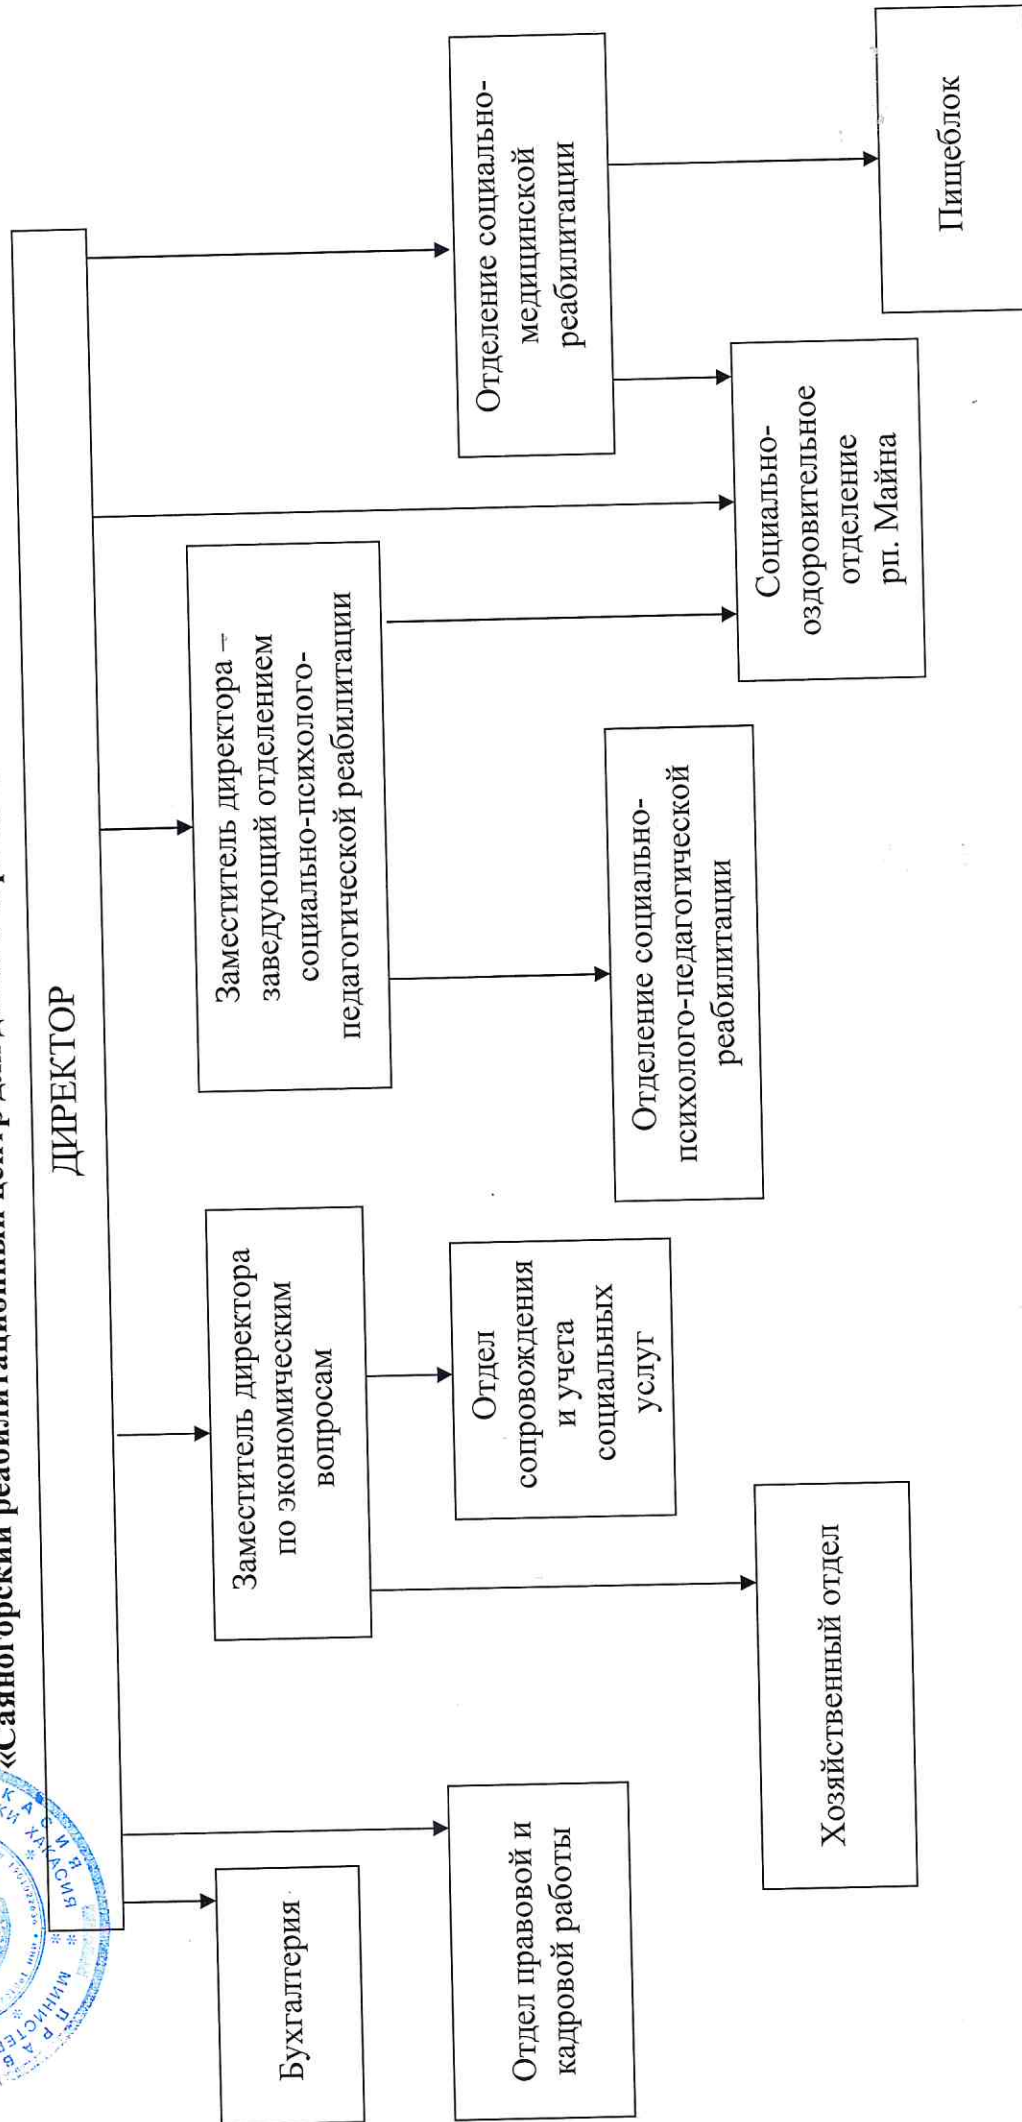 «Саяногорский реабилитационный центр для
ДИРЕКТОР
Бухгалтерия
Отдел правовой и
кадровой работы
Заместитель директора
по экономическим
вопросам
Отдел
сопровождения
и учета
социальных
услуг
Хозяйственный отдел
Заместитель директора –
заведующий отделением
социально-психолого-
педагогической реабилитации
Отделение социально-
психолого-педагогической
реабилитации
Социально-
оздоровительное
отделение
рп. Майна
Отделение социально-
медицинской
реабилитации
Пищеблок